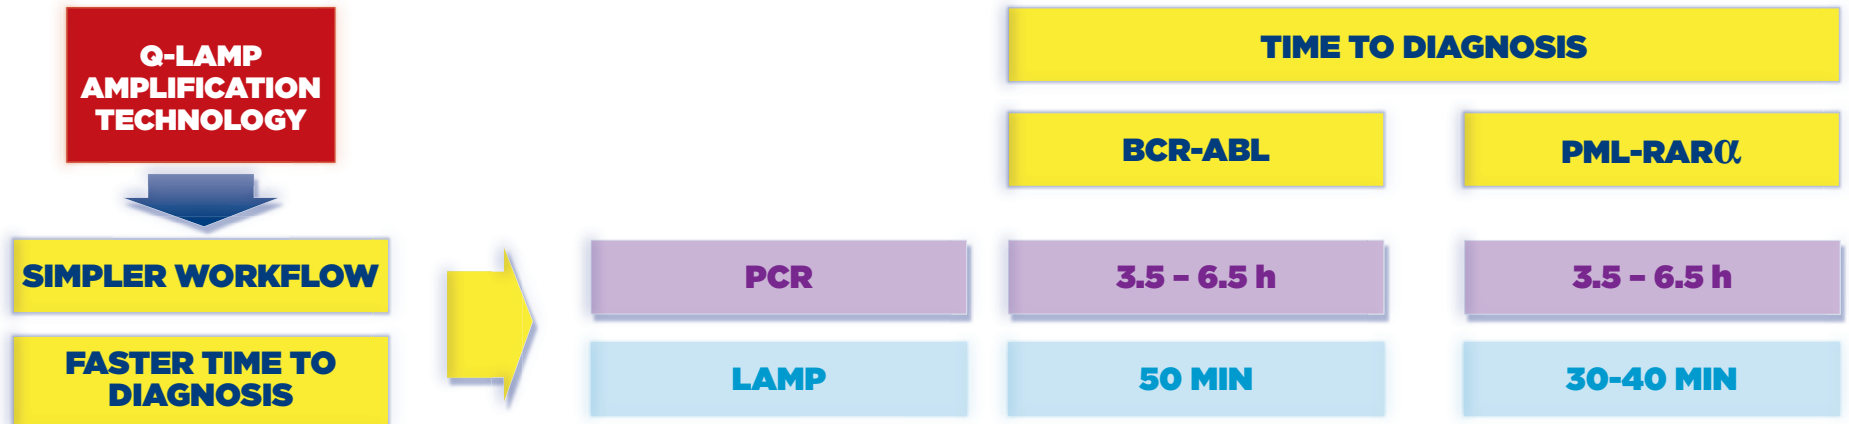 Q-LAMP
AMPLIFICATION
TECHNOLOGY
SIMPLER WORKFLOW
FASTER TIME TO
DIAGNOSIS
TIME TO DIAGNOSIS
BCR-ABL
PML-RARα
PCR
3.5 – 6.5 h
3.5 – 6.5 h
LAMP
50 MIN
30-40 MIN